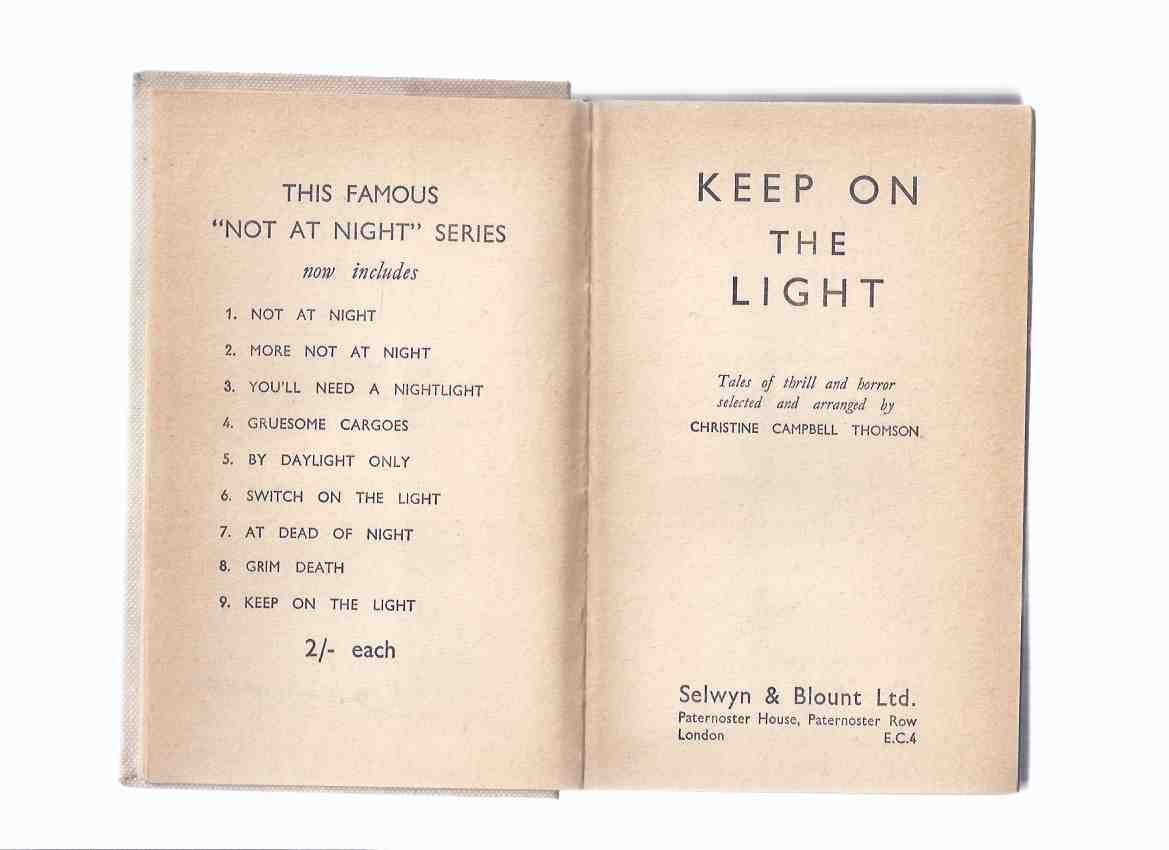 THIS FAMOUS
“NOT AT NIGHT” SERIES
now includes
1. NOT AT NIGHT
2. MORE NOT AT NIGHT
3. YOU'LL NEED A NIGHTLIGHT
4. GRUESOME CARGOES
5. BY DAYLIGHT ONLY
6. SWITCH ON THE LIGHT
7. AT DEAD OF NIGHT
8. GRIM DEATH
9. KEEP ON THE LIGHT
2/- each
KEEP ON
THE
LIGHT
Tales of thrill and horror
selected and arranged by
CHRISTINE CAMPBELL THOMSON
Selwyn & Blount Ltd.
Paternoster House, Paternoster Row
London E.C.4